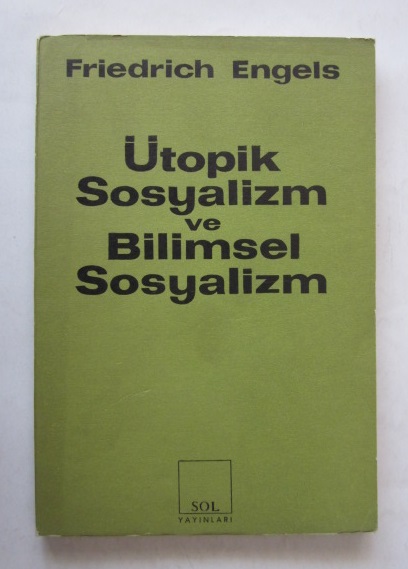 Friedrich Engels
Ütopik
Sosyalizm
ve
Bilimsel
Sosyalizm
SOL
YAYINLARI